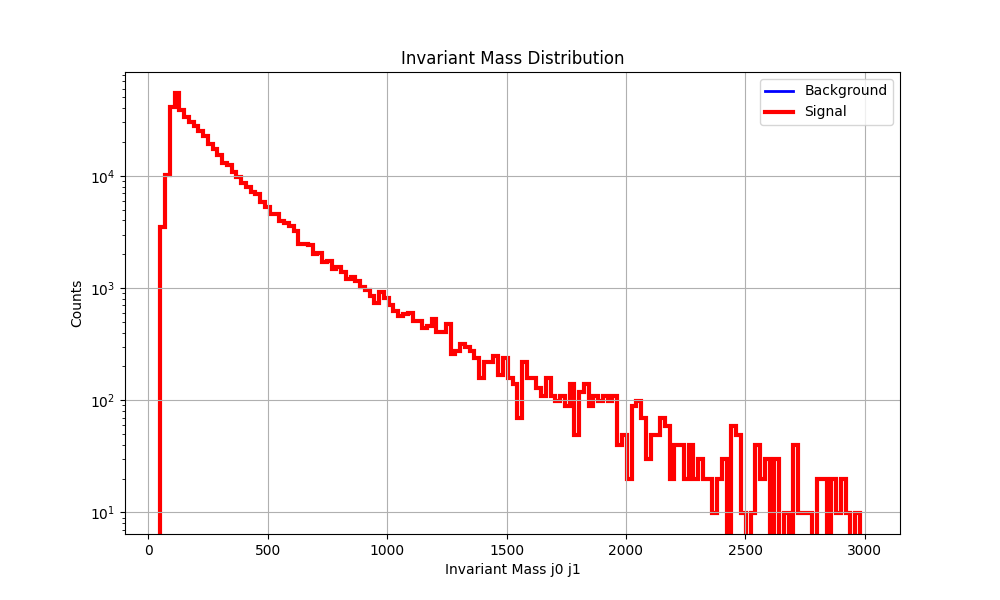 Invariant Mass Distribution
Background
Signal
Counts
10⁴
10³
10²
10¹
0 500 1000 1500 2000 2500 3000
Invariant Mass j0 j1